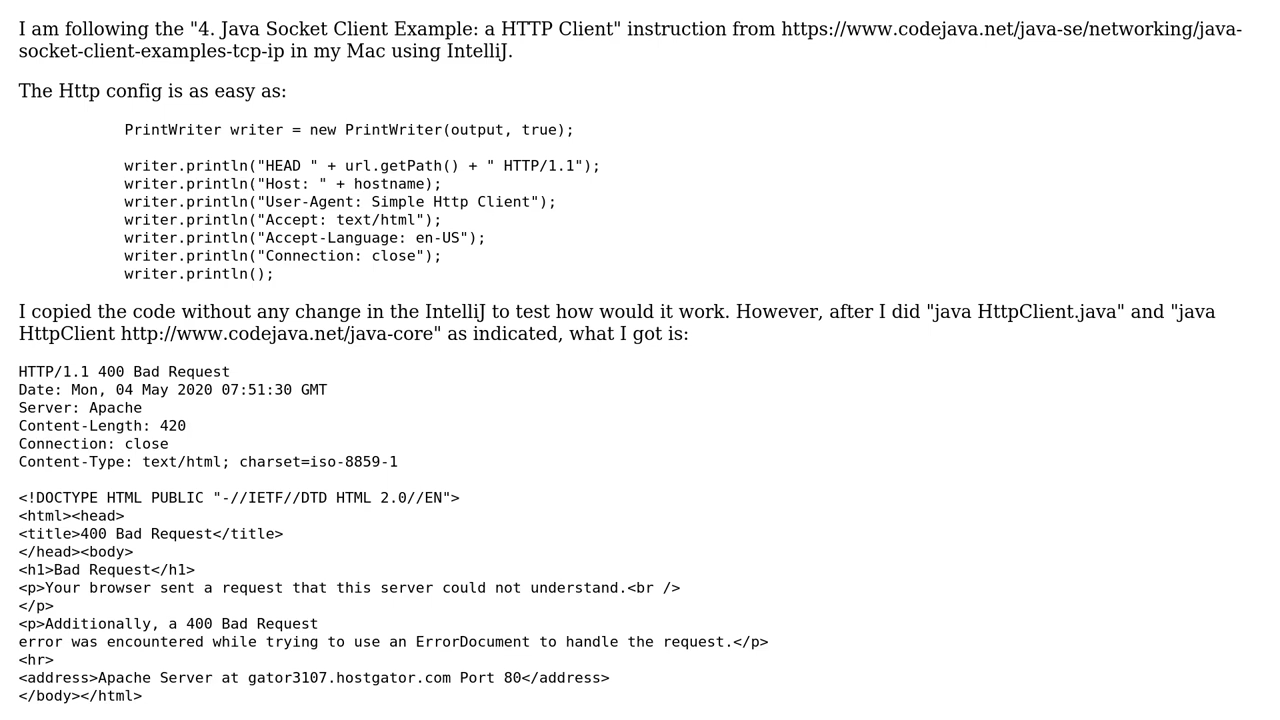 I am following the "4. Java Socket Client Example: a HTTP Client" instruction from https://www.codejava.net/java-se/networking/java-
socket-client-examples-tcp-ip in my Mac using IntelliJ.
The Http config is as easy as:
PrintWriter writer = new PrintWriter(output, true);
writer.println("HEAD " + url.getPath() + " HTTP/1.1");
writer.println("Host: " + hostname);
writer.println("User-Agent: Simple Http Client");
writer.println("Accept: text/html");
writer.println("Accept-Language: en-US");
writer.println("Connection: close");
writer.println();
I copied the code without any change in the IntelliJ to test how would it work. However, after I did "java HttpClient.java" and "java
HttpClient http://www.codejava.net/java-core" as indicated, what I got is:
HTTP/1.1 400 Bad Request
Date: Mon, 04 May 2020 07:51:30 GMT
Server: Apache
Content-Length: 420
Connection: close
Content-Type: text/html; charset=iso-8859-1
<!DOCTYPE HTML PUBLIC "-//IETF//DTD HTML 2.0//EN">
<html><head>
<title>400 Bad Request</title>
</head><body>
<h1>Bad Request</h1>
<p>Your browser sent a request that this server could not understand.<br />
</p>
<p>Additionally, a 400 Bad Request
error was encountered while trying to use an ErrorDocument to handle the request.</p>
<hr>
<address>Apache Server at gator3107.hostgator.com Port 80</address>
</body></html>